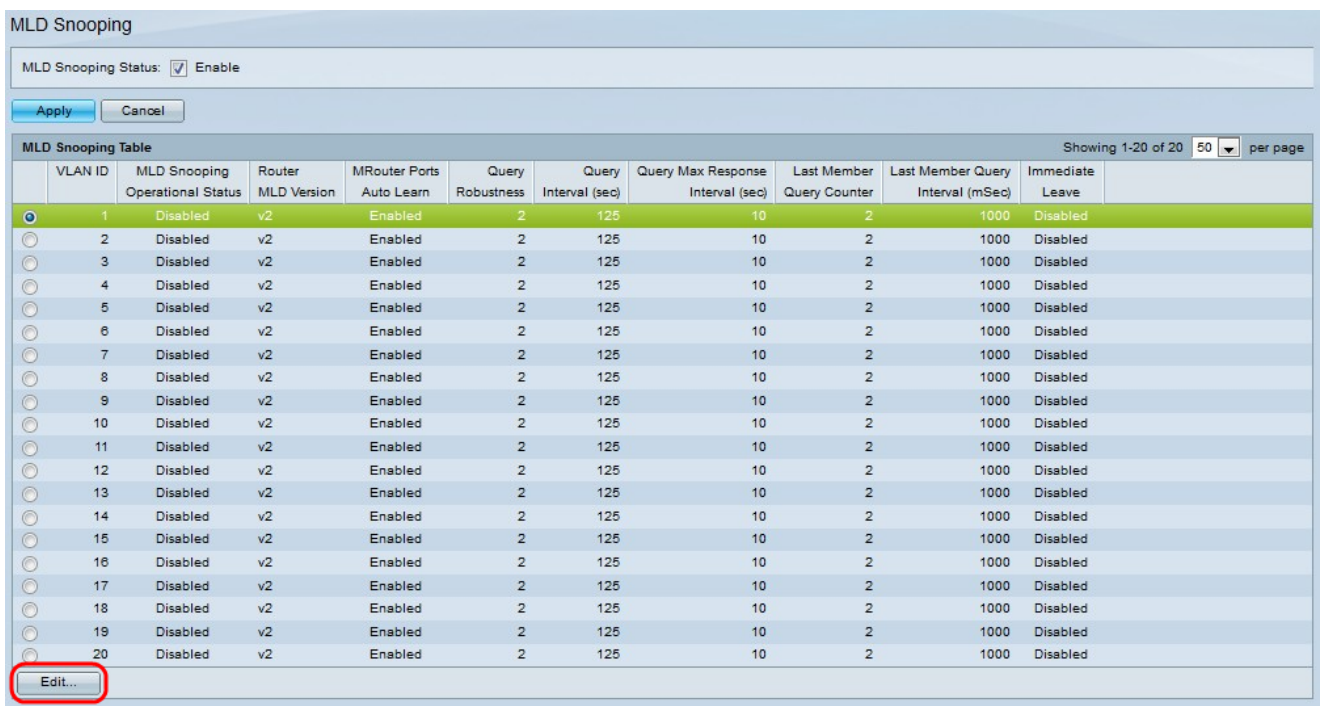 MLD Snooping
MLD Snooping Status: Enable
Apply Cancel
MLD Snooping Table Showing 1-20 of 20 50 per page
VLAN ID MLD Snooping Router MRouter Ports Query Query Query Max Response Last Member Last Member Query Immediate
Operational Status MLD Version Auto Learn Robustness Interval (sec) Interval (sec) Query Counter Interval (mSec) Leave
1 Disabled v2 Enabled 2 125 10 2 1000 Disabled
2 Disabled v2 Enabled 2 125 10 2 1000 Disabled
3 Disabled v2 Enabled 2 125 10 2 1000 Disabled
4 Disabled v2 Enabled 2 125 10 2 1000 Disabled
5 Disabled v2 Enabled 2 125 10 2 1000 Disabled
6 Disabled v2 Enabled 2 125 10 2 1000 Disabled
7 Disabled v2 Enabled 2 125 10 2 1000 Disabled
8 Disabled v2 Enabled 2 125 10 2 1000 Disabled
9 Disabled v2 Enabled 2 125 10 2 1000 Disabled
10 Disabled v2 Enabled 2 125 10 2 1000 Disabled
11 Disabled v2 Enabled 2 125 10 2 1000 Disabled
12 Disabled v2 Enabled 2 125 10 2 1000 Disabled
13 Disabled v2 Enabled 2 125 10 2 1000 Disabled
14 Disabled v2 Enabled 2 125 10 2 1000 Disabled
15 Disabled v2 Enabled 2 125 10 2 1000 Disabled
16 Disabled v2 Enabled 2 125 10 2 1000 Disabled
17 Disabled v2 Enabled 2 125 10 2 1000 Disabled
18 Disabled v2 Enabled 2 125 10 2 1000 Disabled
19 Disabled v2 Enabled 2 125 10 2 1000 Disabled
20 Disabled v2 Enabled 2 125 10 2 1000 Disabled
Edit...